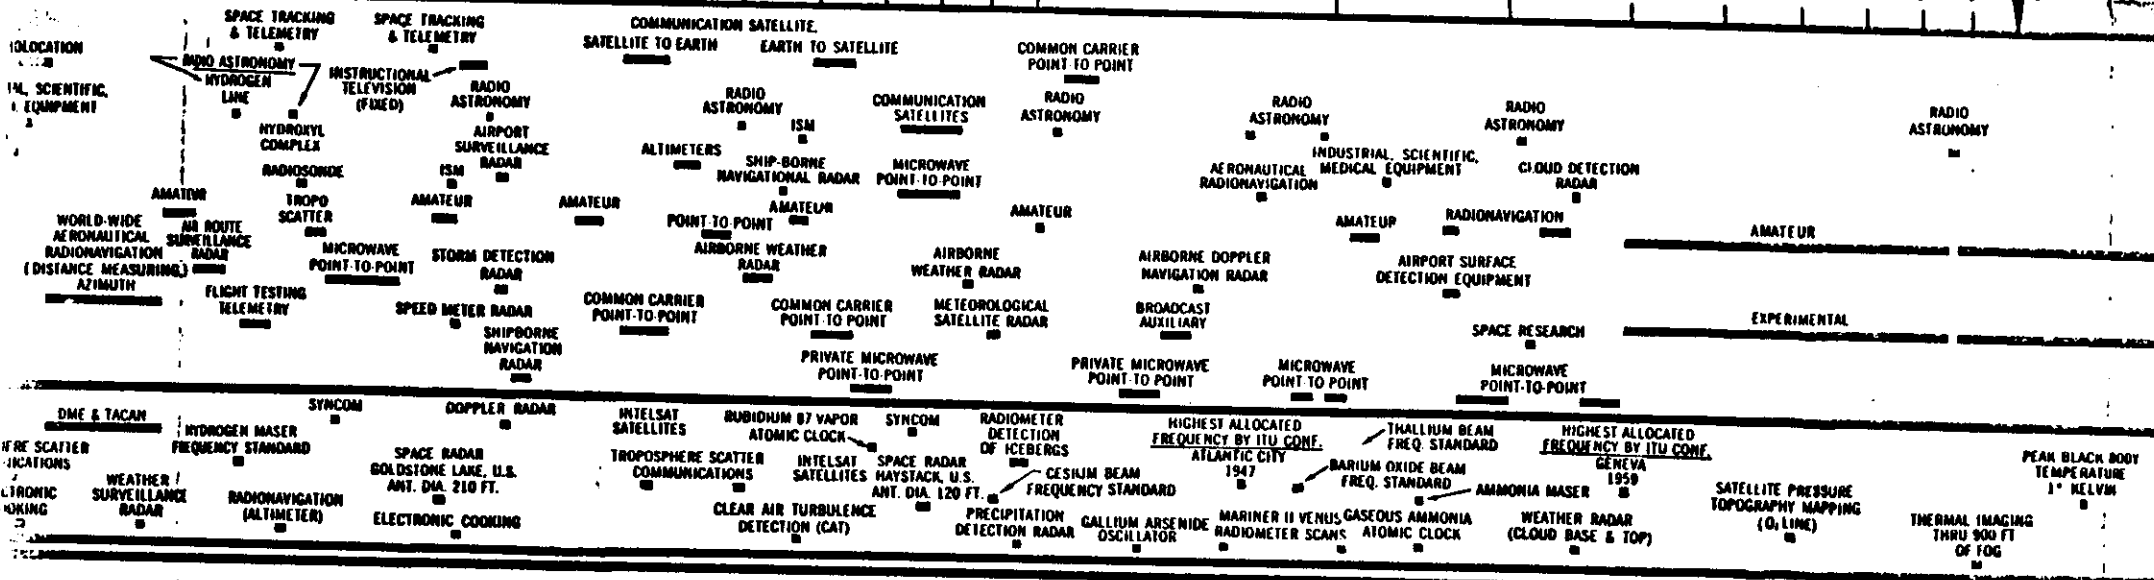 SPACE TRACKING
& TELEMETRY
SPACE TRACKING
& TELEMETRY
COMMUNICATION SATELLITE.
SATELLITE TO EARTH
EARTH TO SATELLITE
COMMON CARRIER
POINT TO POINT
RADIO ASTRONOMY
HYDROGEN
LINE
INSTRUCTIONAL
TELEVISION
(FIXED)
SCIENTIFIC,
EQUIPMENT
HYDROXYL
COMPLEX
RADIO
ASTRONOMY
RADIO
ASTRONOMY
ISM
COMMUNICATION
SATELLITES
RADIO
ASTRONOMY
RADIO
ASTRONOMY
RADIO
ASTRONOMY
RADIO
ASTRONOMY
AIRPORT
SURVEILLANCE
RADAR
ALTIMETERS
SHIP-BORNE
NAVIGATIONAL RADAR
MICROWAVE
POINT-TO-POINT
AERONAUTICAL
RADIONAVIGATION
INDUSTRIAL, SCIENTIFIC,
MEDICAL EQUIPMENT
CLOUD DETECTION
RADAR
RADIOSONDE
ISM
AMATEUR
TROPO
SCATTER
AMATEUR
AMATEUR
POINT-TO-POINT
AMATEUR
AMATEUR
AMATEUR
RADIONAVIGATION
AMATEUR
WORLD-WIDE
AERONAUTICAL
RADIONAVIGATION
(DISTANCE MEASURING)
AZIMUTH
AIR ROUTE
SURVEILLANCE
RADAR
MICROWAVE
POINT-TO-POINT
STORM DETECTION
RADAR
AIRBORNE WEATHER
RADAR
AIRBORNE
WEATHER RADAR
AIRBORNE DOPPLER
NAVIGATION RADAR
AIRPORT SURFACE
DETECTION EQUIPMENT
FLIGHT TESTING
TELEMETRY
SPEED METER RADAR
COMMON CARRIER
POINT-TO-POINT
COMMON CARRIER
POINT-TO POINT
METEOROLOGICAL
SATELLITE RADAR
BROADCAST
AUXILIARY
SPACE RESEARCH
EXPERIMENTAL
SHIPBORNE
NAVIGATION
RADAR
PRIVATE MICROWAVE
POINT-TO-POINT
PRIVATE MICROWAVE
POINT-TO POINT
MICROWAVE
POINT TO POINT
MICROWAVE
POINT-TO-POINT
DME & TACAN
SYNCOM
DOPPLER RADAR
INTELSAT
SATELLITES
RUBIDIUM 87 VAPOR
ATOMIC CLOCK
SYNCOM
RADIOMETER
DETECTION
OF ICEBERGS
HIGHEST ALLOCATED
FREQUENCY BY ITU CONF.
ATLANTIC CITY
1947
THALLIUM BEAM
FREQ. STANDARD
HIGHEST ALLOCATED
FREQUENCY BY ITU CONF.
GENEVA
1959
SCATTER
HYDROGEN MASER
FREQUENCY STANDARD
SPACE RADAR
GOLDSTONE LAKE, U.S.
ANT. DIA. 210 FT.
TROPOSPHERE SCATTER
COMMUNICATIONS
INTELSAT
SATELLITES
SPACE RADAR
HAYSTACK, U.S.
ANT. DIA. 120 FT.
CESIUM BEAM
FREQUENCY STANDARD
BARIUM OXIDE BEAM
FREQ. STANDARD
AMMONIA MASER
PEAK BLACK BODY
TEMPERATURE
1° KELVIN
WEATHER
SURVEILLANCE
RADAR
RADIONAVIGATION
(ALTIMETER)
ELECTRONIC COOKING
CLEAR AIR TURBULENCE
DETECTION (CAT)
PRECIPITATION
DETECTION RADAR
GALLIUM ARSENIDE
OSCILLATOR
MARINER II VENUS
RADIOMETER SCANS
GASEOUS AMMONIA
ATOMIC CLOCK
WEATHER RADAR
(CLOUD BASE & TOP)
SATELLITE PRESSURE
TOPOGRAPHY MAPPING
(O₂ LINE)
THERMAL IMAGING
THRU 900 FT
OF FOG